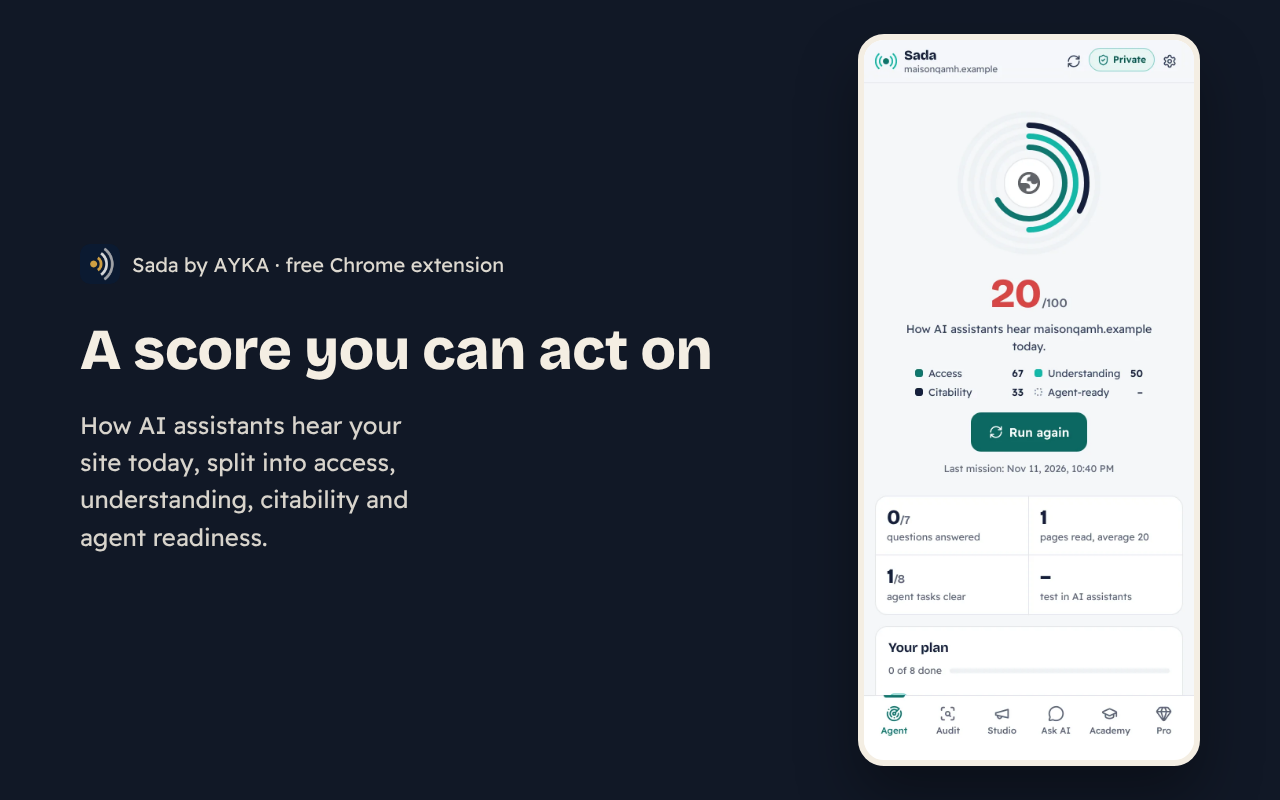 Sada by AYKA · free Chrome extension
A score you can act on
How AI assistants hear your
site today, split into access,
understanding, citability and
agent readiness.
Sada
maisonqamh.example
Private
20/100
How AI assistants hear maisonqamh.example
today.
Access 67 Understanding 50
Citability 33 Agent-ready –
Run again
Last mission: Nov 11, 2026, 10:40 PM
0/7
questions answered
1
pages read, average 20
1/8
agent tasks clear
–
test in AI assistants
Your plan
0 of 8 done
Agent Audit Studio Ask AI Academy Pro